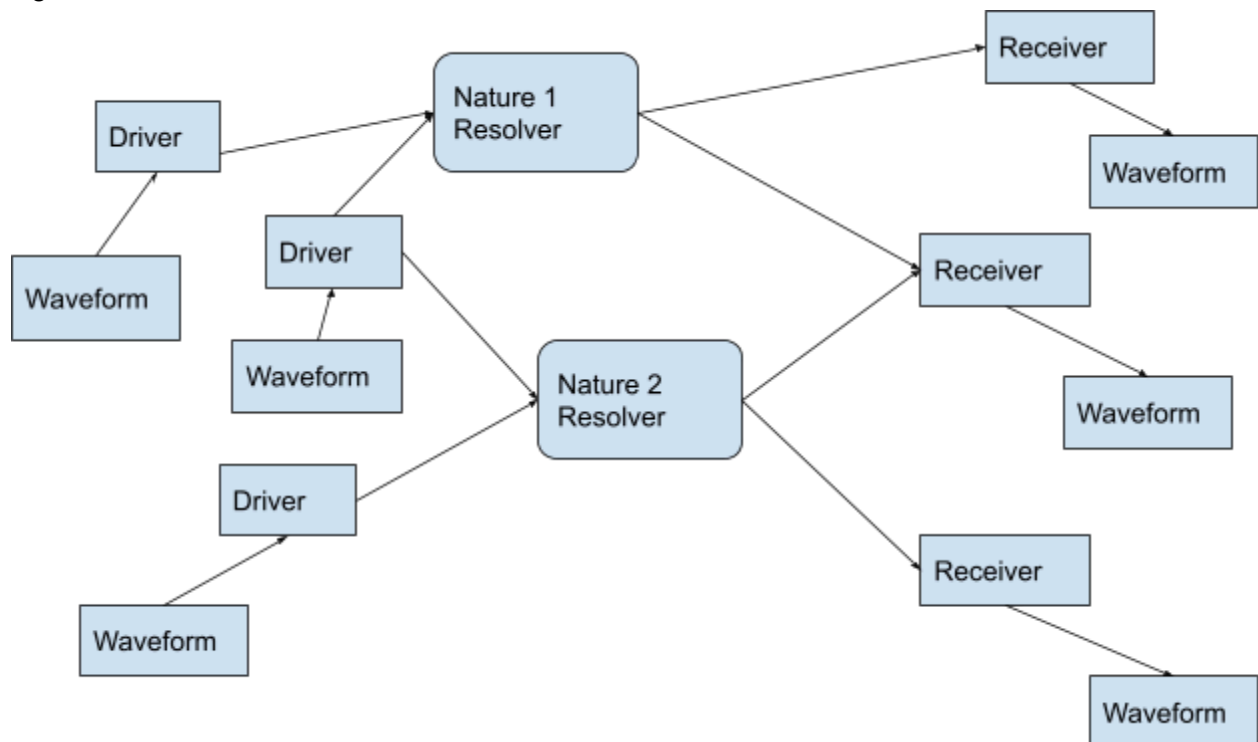 Receiver
Nature 1
Resolver
Driver
Waveform
Driver
Receiver
Waveform
Waveform
Nature 2
Resolver
Waveform
Driver
Receiver
Waveform
Waveform